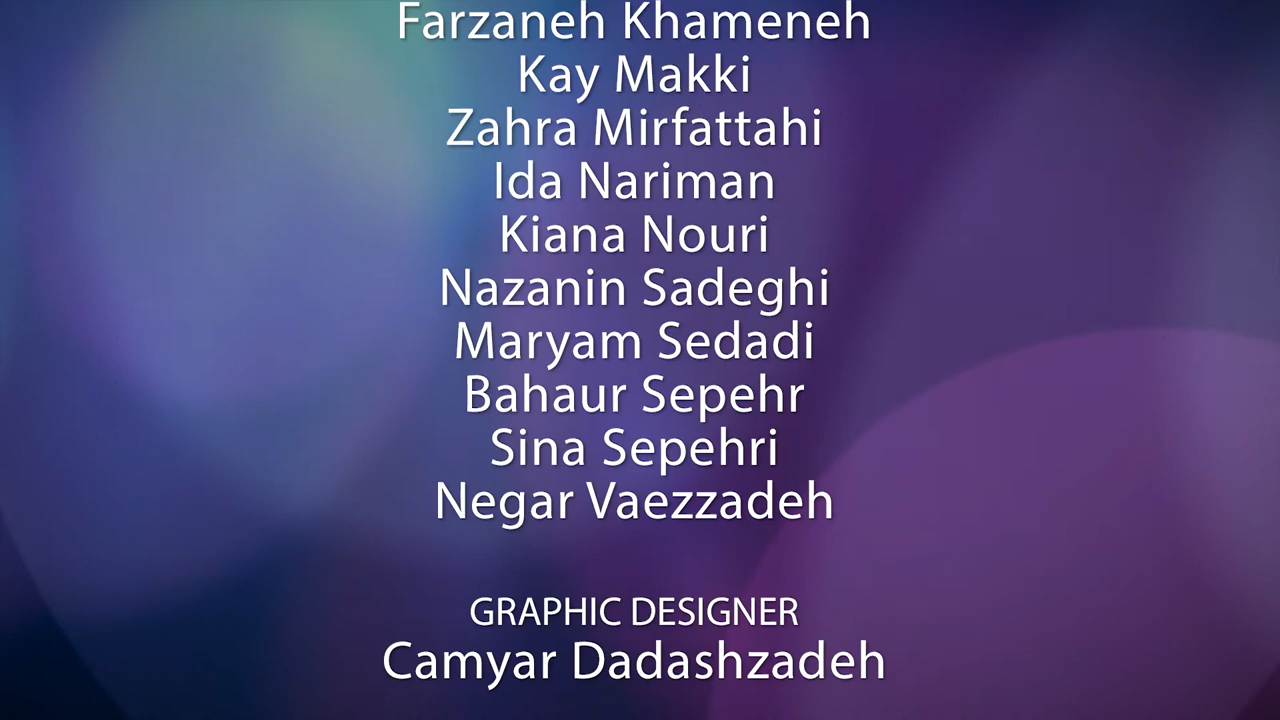 Farzaneh Khameneh
Kay Makki
Zahra Mirfattahi
Ida Nariman
Kiana Nouri
Nazanin Sadeghi
Maryam Sedadi
Bahaur Sepehr
Sina Sepehri
Negar Vaezzadeh
GRAPHIC DESIGNER
Camyar Dadashzadeh